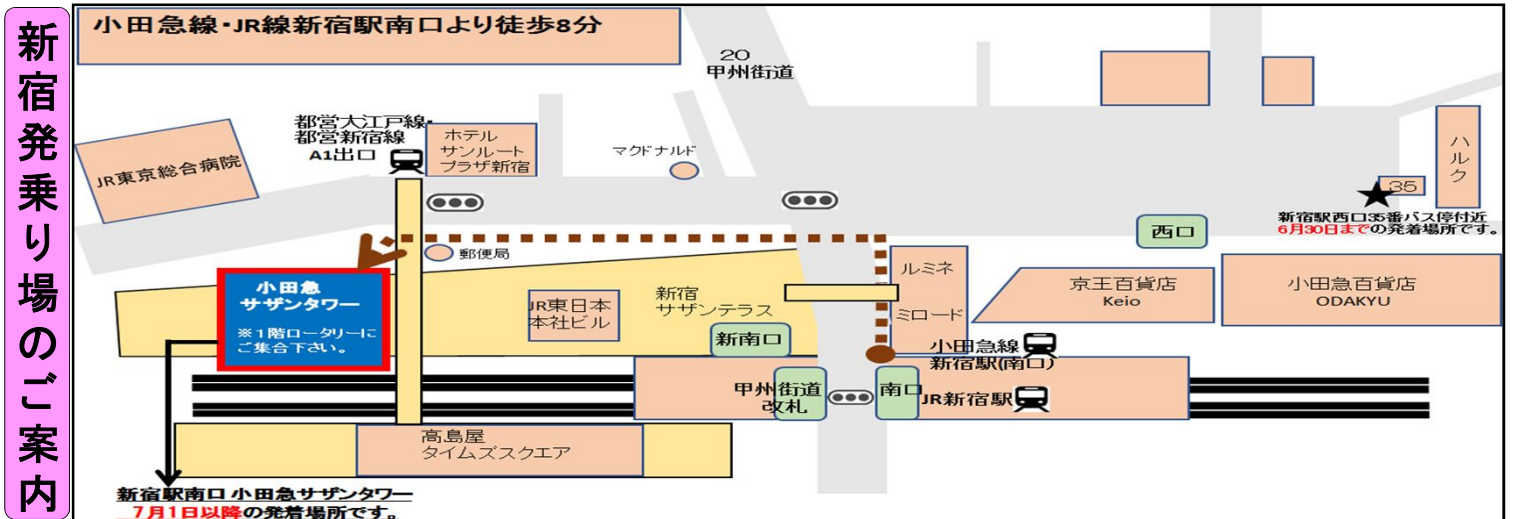 新宿発乗り場のご案内
小田急線・JR線新宿駅南口より徒歩8分
20
甲州街道
都営大江戸線・
都営新宿線
A1出口
ホテル
サンルート
プラザ新宿
マクドナルド
JR東京総合病院
ハルク
35
新宿駅西口35番バス停付近
6月30日までの発着場所です。
西口
郵便局
小田急
サザンタワー
※1階ロータリーに
ご集合下さい。
JR東日本
本社ビル
新宿
サザンテラス
新南口
ルミネ
ミロード
京王百貨店
Keio
小田急百貨店
ODAKYU
小田急線
新宿駅(南口)
甲州街道
改札
南口
JR新宿駅
高島屋
タイムズスクエア
新宿駅南口 小田急サザンタワー
7月1日以降の発着場所です。